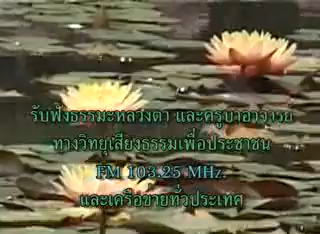 รับฟังธรรมะหลวงตา และครูบาอาจารย์
ทางวิทยุเสียงธรรมเพื่อประชาชน
FM 103.25 MHz.
และเครือข่ายทั่วประเทศ